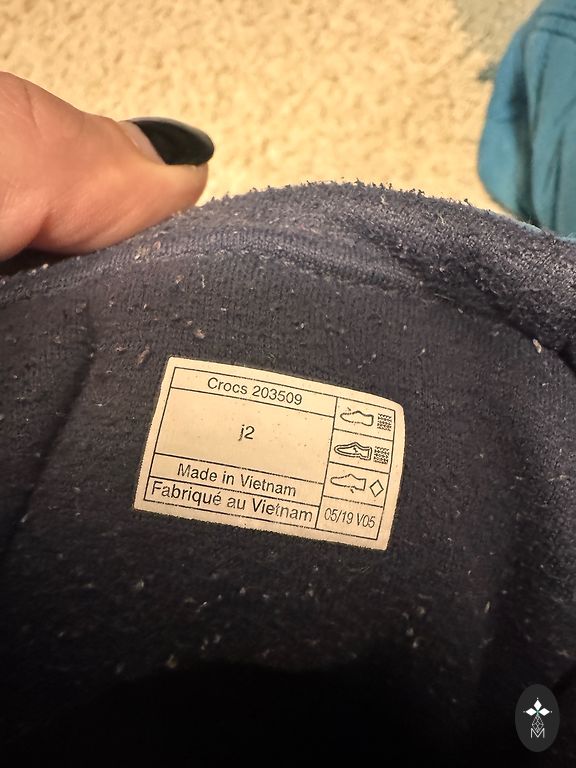 Crocs 203509
j2
Made in Vietnam
Fabriqué au Vietnam
05/19 V05
M